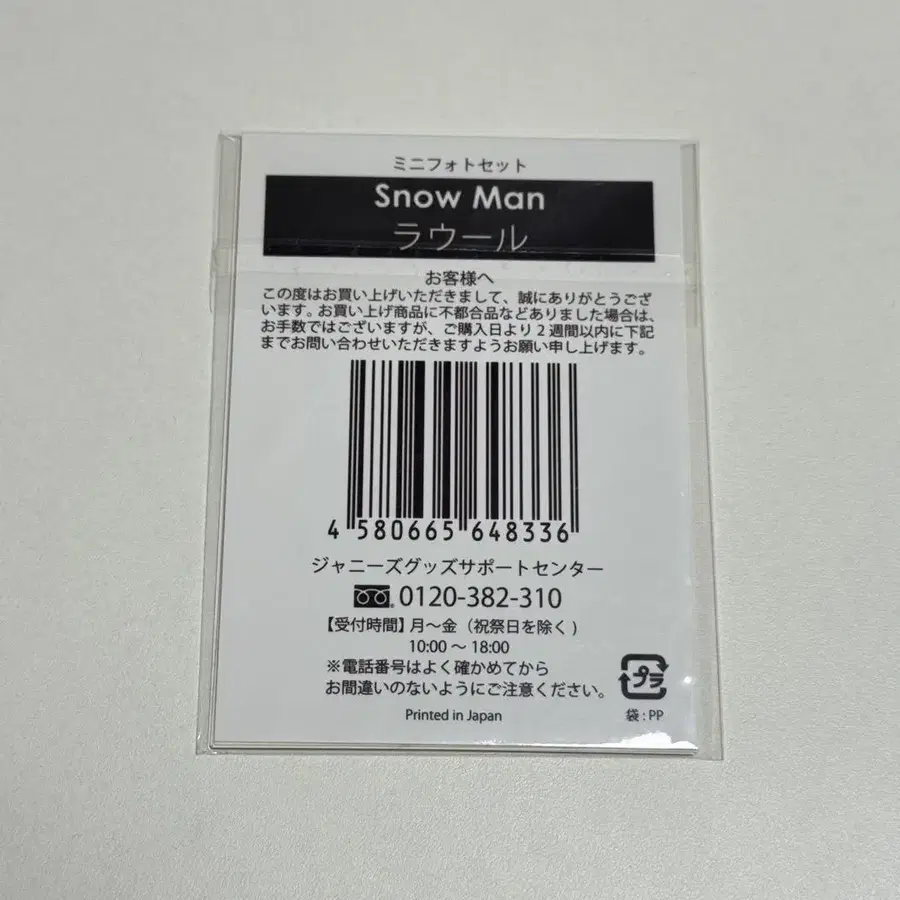 ミニフォトセット
Snow Man
ラウール
お客様へ
この度はお買い上げいただきまして、誠にありがとうござ
います。お買い上げ商品に不都合品などありました場合は、
お手数ではございますが、ご購入日より2週間以内に下記
までお問い合わせいただきますようお願い申し上げます。
4 580665 648336
ジャニーズグッズサポートセンター
0120-382-310
【受付時間】月～金（祝祭日を除く）
10:00 ～ 18:00
※電話番号はよく確かめてから
お間違いのないようにご注意ください。
プラ
Printed in Japan
袋 : PP